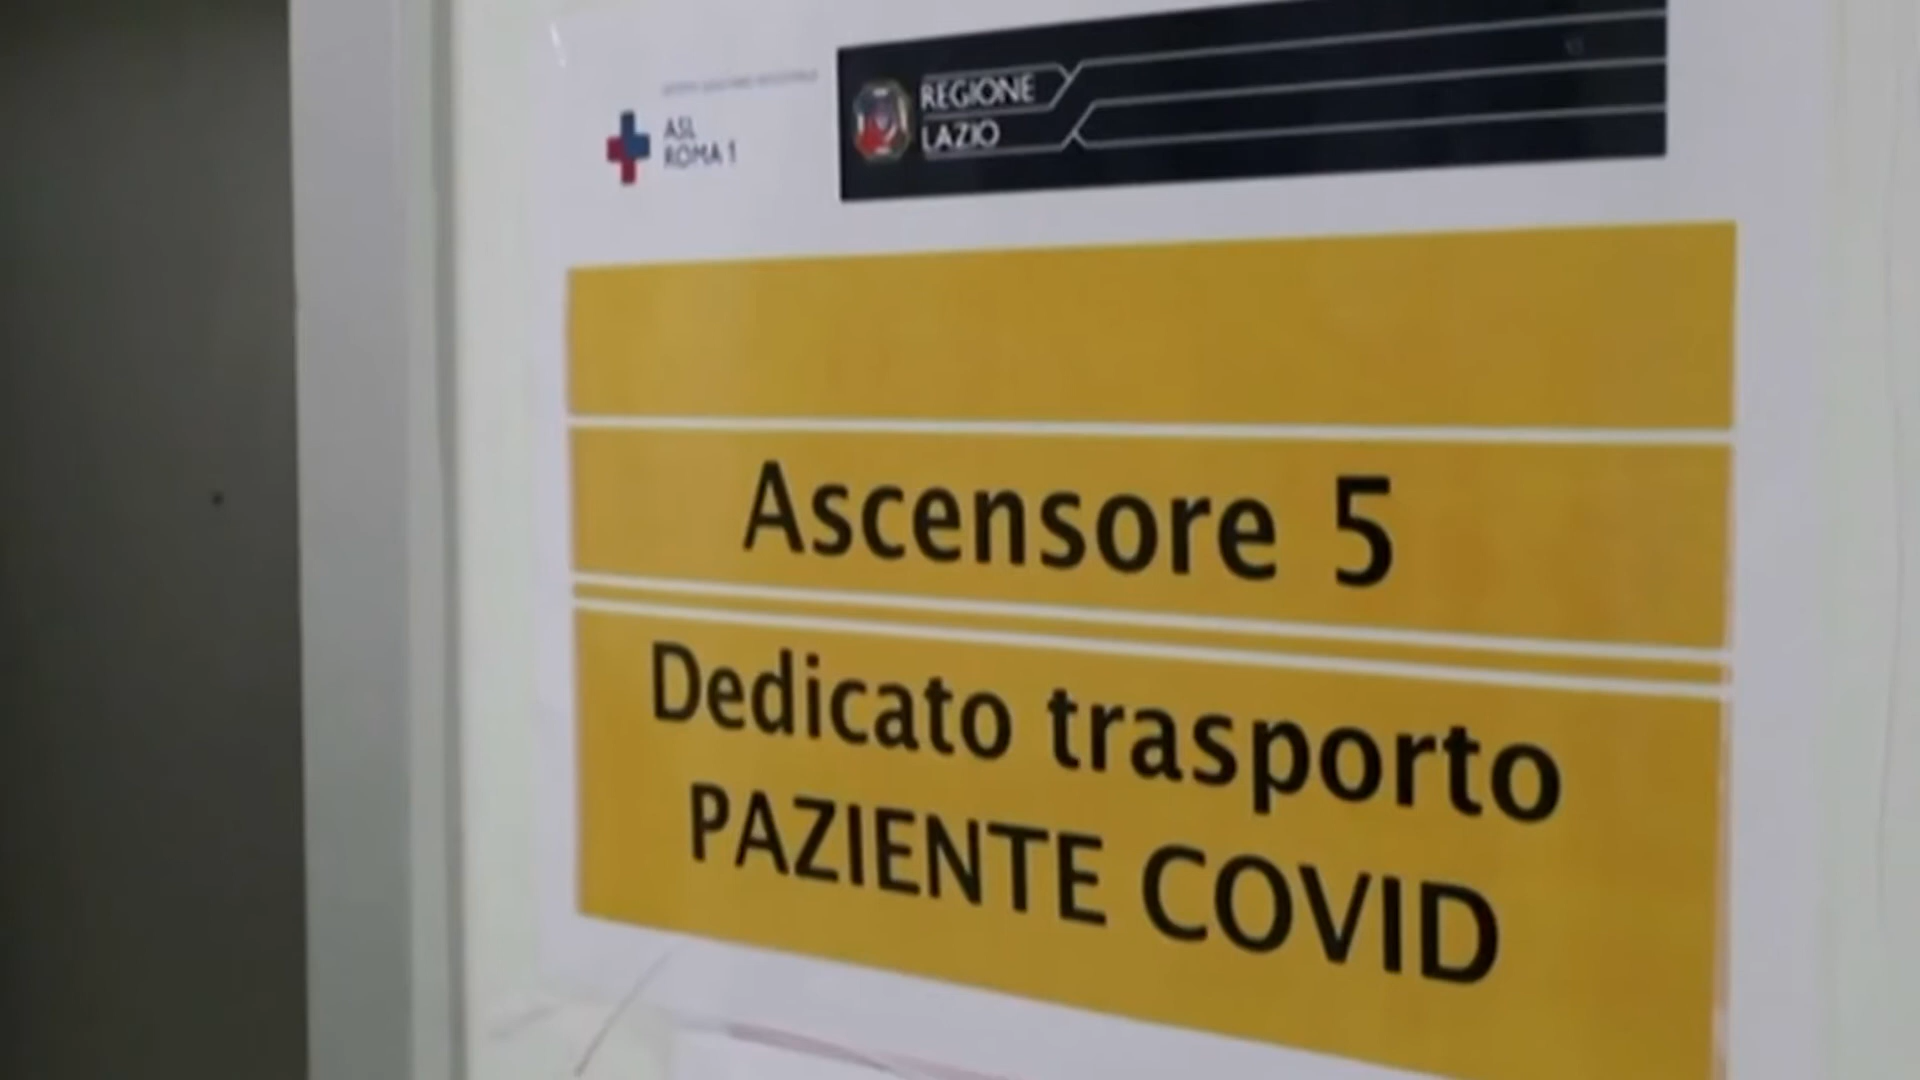 ASL
ROMA 1
REGIONE
LAZIO
Ascensore 5
Dedicato trasporto
PAZIENTE COVID